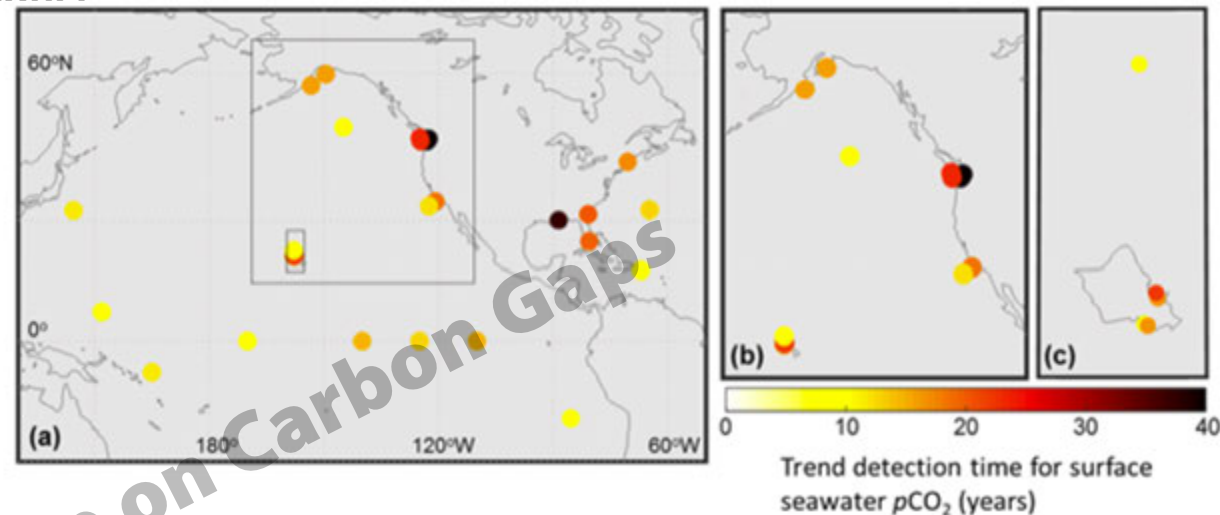 60°N
0°
180°
120°W
60°W
(a)
(b)
(c)
0
10
20
30
40
Trend detection time for surface
seawater pCO₂ (years)
on Carbon Gaps